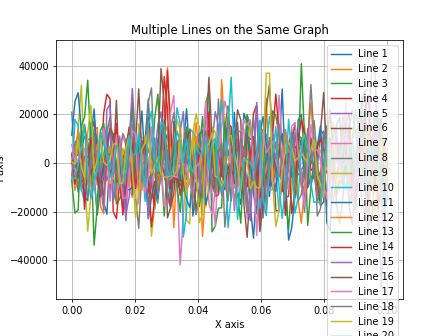 Multiple Lines on the Same Graph
40000
20000
0
−20000
−40000
0.00
0.02
0.04
0.06
X axis
Line 1
Line 2
Line 3
Line 4
Line 5
Line 6
Line 7
Line 8
Line 9
Line 10
Line 11
Line 12
Line 13
Line 14
Line 15
Line 16
Line 17
Line 18
Line 19
Line 20